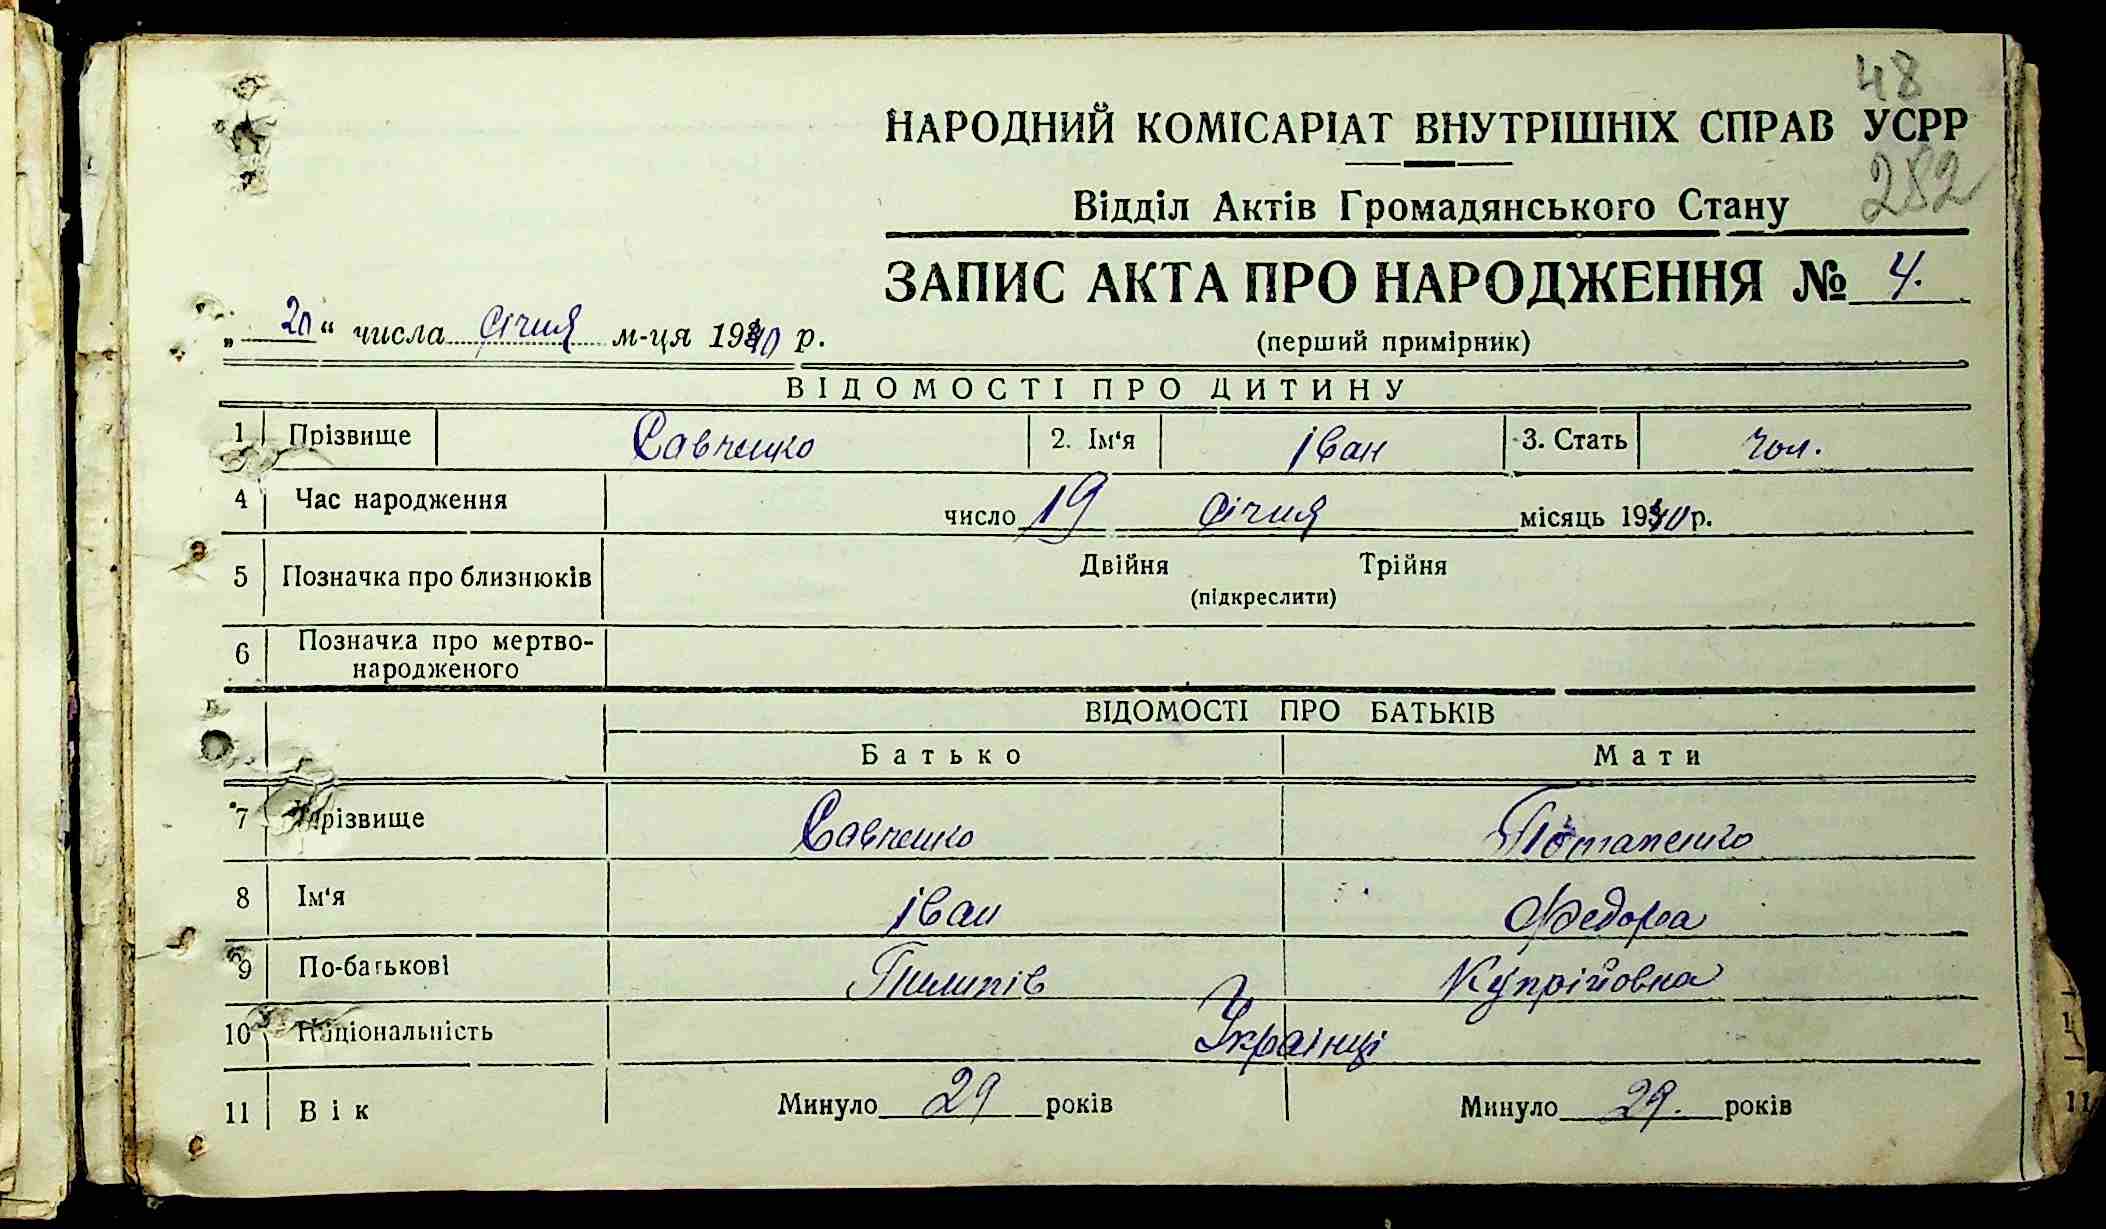 48
НАРОДНИЙ КОМІСАРІАТ ВНУТРІШНІХ СПРАВ УСРР
282
Відділ Актів Громадянського Стану
ЗАПИС АКТА ПРО НАРОДЖЕННЯ № 4.
„20“ числа січня м-ця 1940 р.
(перший примірник)
ВІДОМОСТІ ПРО ДИТИНУ
1 Прізвище Савченко 2. Ім‘я іван 3. Стать чол.
4 Час народження число 19 січня місяць 1940 р.
5 Позначка про близнюків Двійня Трійня
(підкреслити)
6 Позначка про мертво-
народженого
ВІДОМОСТІ ПРО БАТЬКІВ
Батько Мати
7 Прізвище Савченко Потапенко
8 Ім‘я іван Федора
9 По-батькові Пилипів Купрійовна
10 Національність Українці
11 Вік Минуло 29 років Минуло 29. років
11